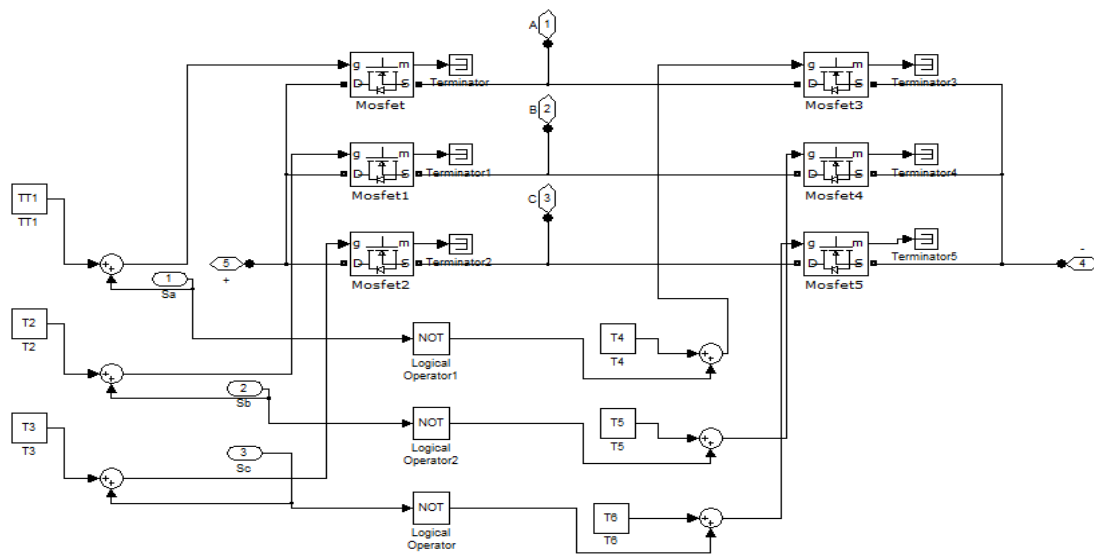 A
1
g
m
D
S
Terminator
Mosfet
g
m
D
S
Terminator3
Mosfet3
B
2
g
m
D
S
Terminator1
Mosfet1
g
m
D
S
Terminator4
Mosfet4
TT1
TT1
C
3
g
m
D
S
Terminator2
Mosfet2
g
m
D
S
Terminator5
Mosfet5
1
Sa
5
+
-
4
T2
T2
NOT
Logical
Operator1
T4
T4
2
Sb
T3
T3
NOT
Logical
Operator2
T5
T5
3
Sc
NOT
Logical
Operator
T6
T6